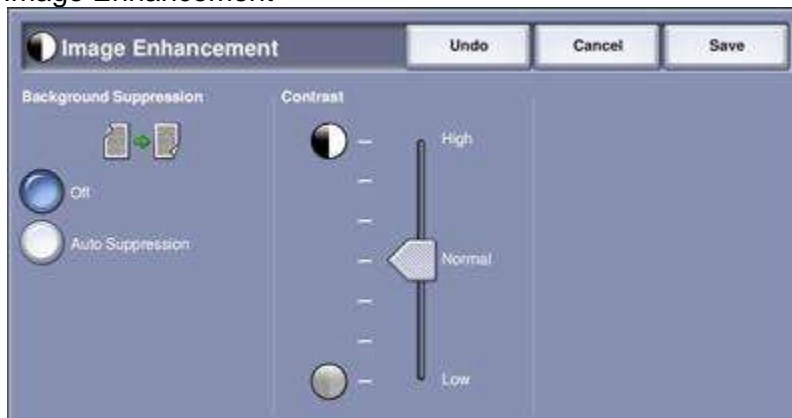 Image Enhancement
Image Enhancement
Undo
Cancel
Save
Background Suppression
Contrast
High
Off
Auto Suppression
Normal
Low